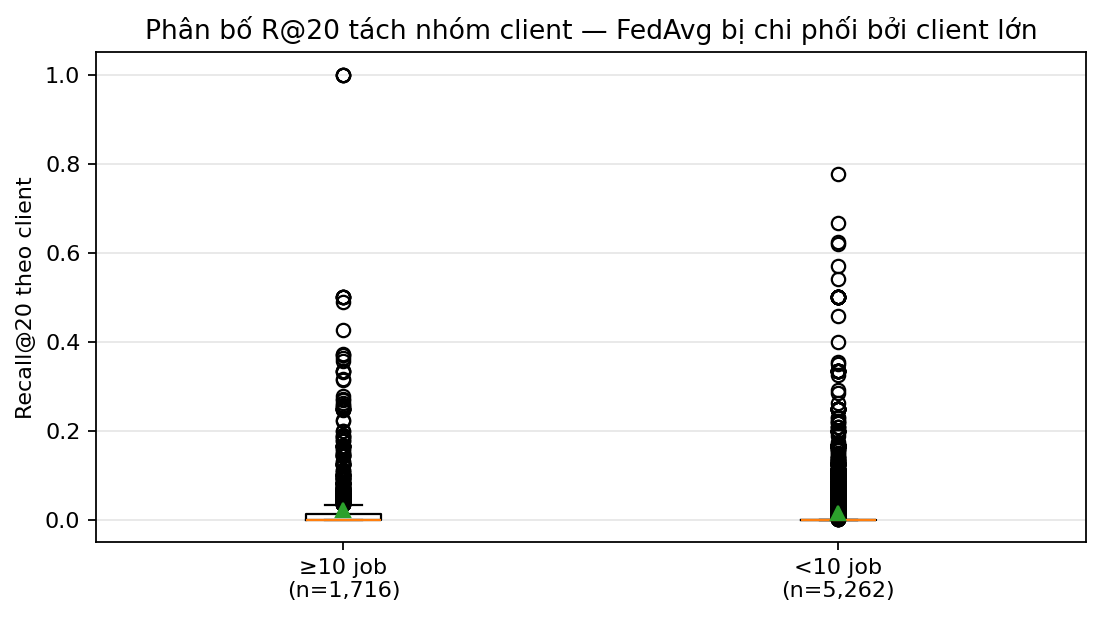 Phân bố R@20 tách nhóm client — FedAvg bị chi phối bởi client lớn
Recall@20 theo client
1.0
0.8
0.6
0.4
0.2
0.0
≥10 job
(n=1,716)
<10 job
(n=5,262)